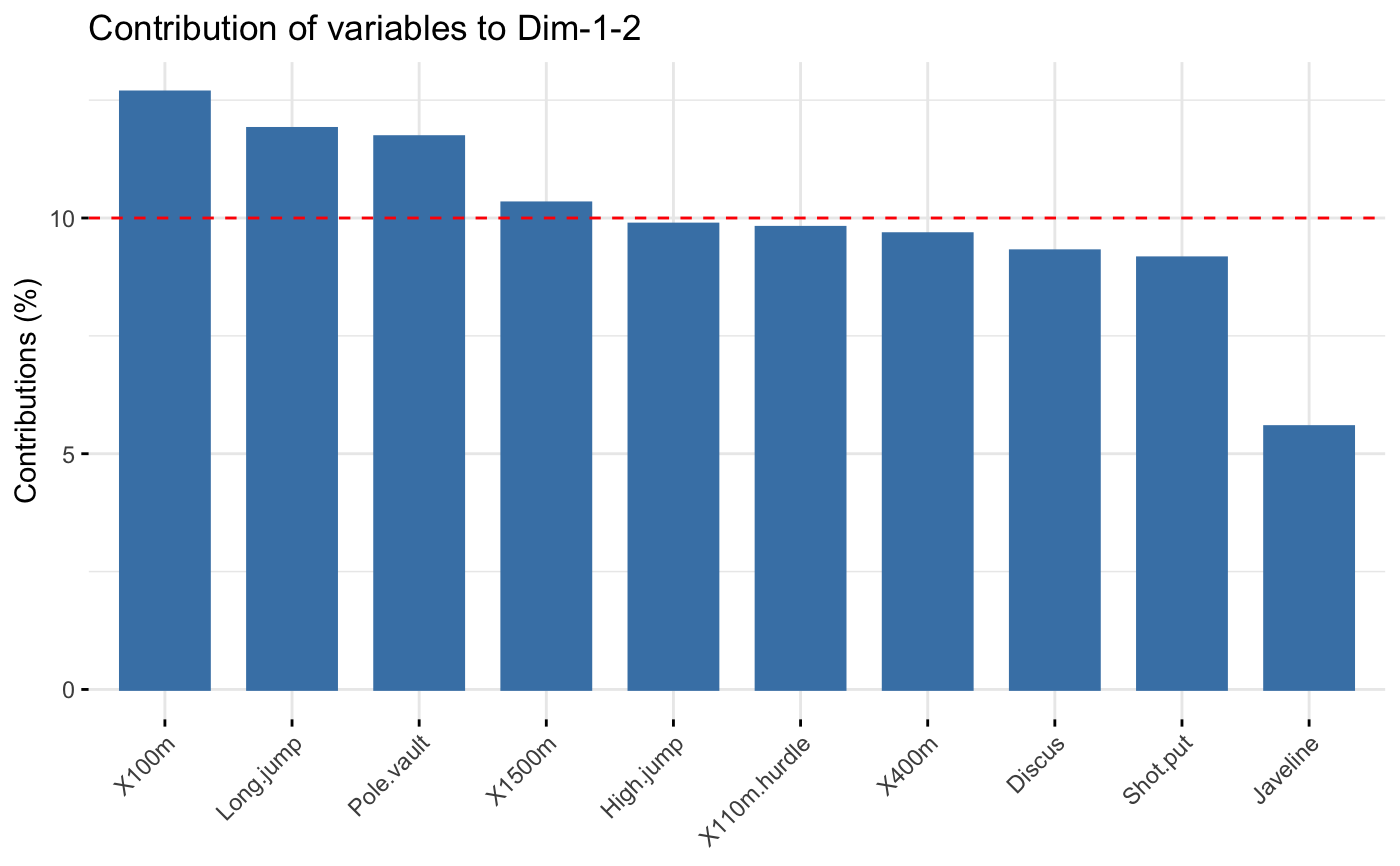 Contribution of variables to Dim-1-2
Contributions (%)
10
5
0
X100m
Long.jump
Pole.vault
X1500m
High.jump
X110m.hurdle
X400m
Discus
Shot.put
Javeline